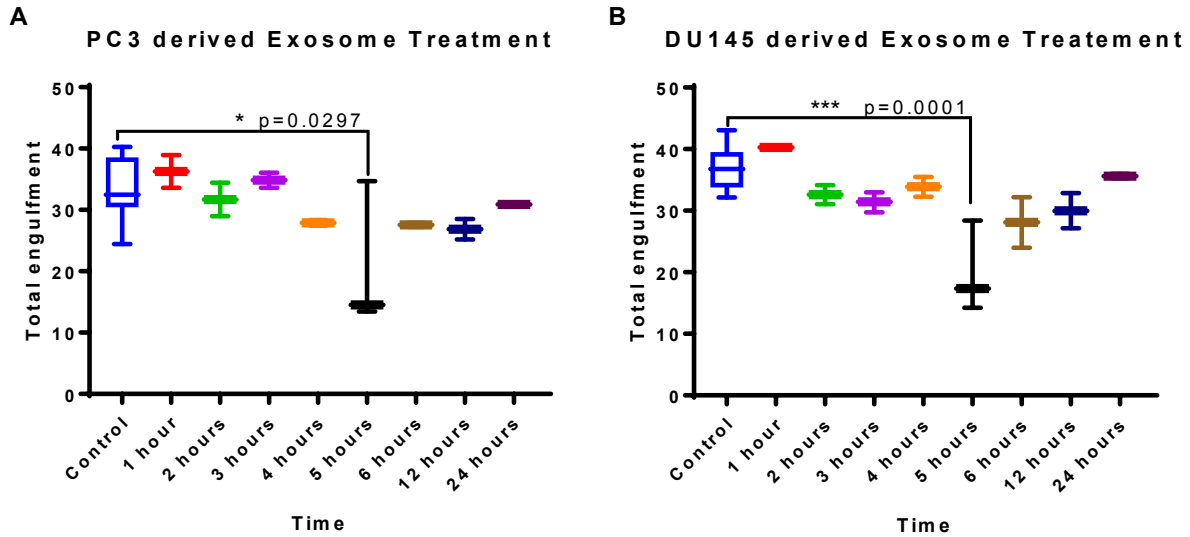 A
PC3 derived Exosome Treatment
50
40
30
20
10
0
Total engulfment
* p=0.0297
Control
1 hour
2 hours
3 hours
4 hours
5 hours
6 hours
12 hours
24 hours
Time
B
DU145 derived Exosome Treatement
50
40
30
20
10
0
Total engulfment
*** p=0.0001
Control
1 hour
2 hours
3 hours
4 hours
5 hours
6 hours
12 hours
24 hours
Time